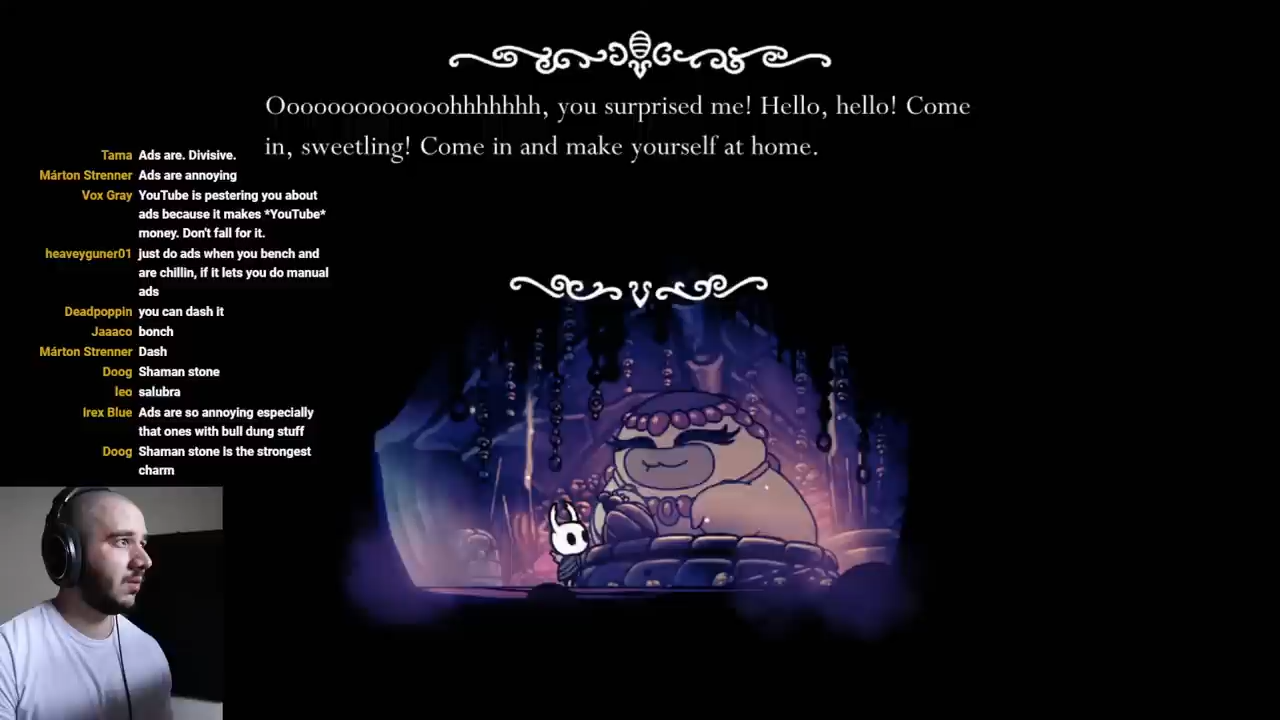 Ooooooooooooohhhhhhh, you surprised me! Hello, hello! Come
in, sweetling! Come in and make yourself at home.
Tama Ads are. Divisive.
Márton Strenner Ads are annoying
Vox Gray YouTube is pestering you about
ads because it makes *YouTube*
money. Don't fall for it.
heaveyguner01 just do ads when you bench and
are chillin, if it lets you do manual
ads
Deadpoppin you can dash it
Jaaaco bonch
Márton Strenner Dash
Doog Shaman stone
leo salubra
Irex Blue Ads are so annoying especially
that ones with bull dung stuff
Doog Shaman stone is the strongest
charm